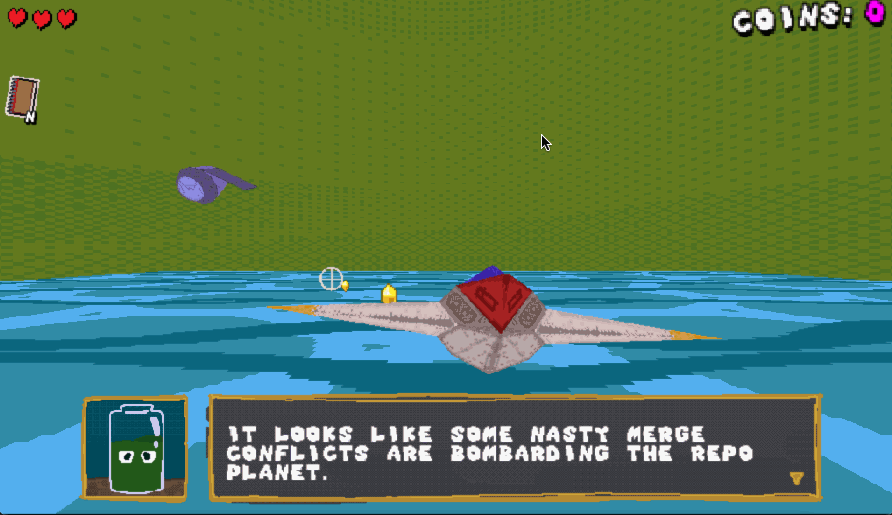 COINS: 0
N
IT LOOKS LIKE SOME NASTY MERGE
CONFLICTS ARE BOMBARDING THE REPO
PLANET.